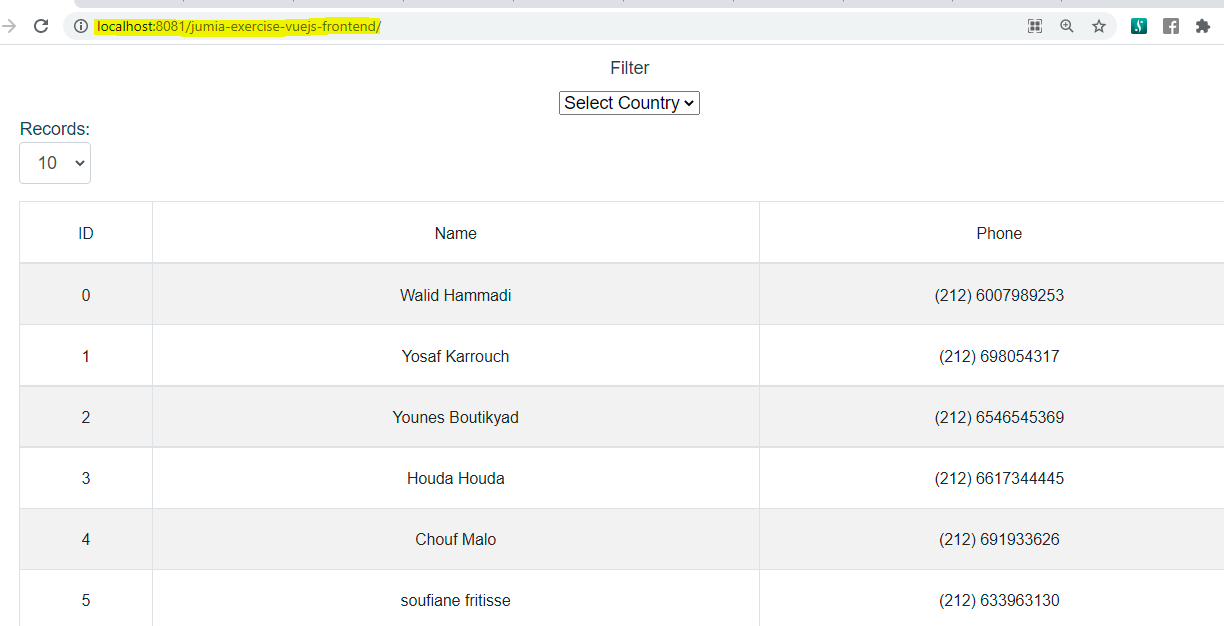 localhost:8081/jumia-exercise-vuejs-frontend/
Filter
Select Country
Records:
10
ID Name Phone
0 Walid Hammadi (212) 6007989253
1 Yosaf Karrouch (212) 698054317
2 Younes Boutikyad (212) 6546545369
3 Houda Houda (212) 6617344445
4 Chouf Malo (212) 691933626
5 soufiane fritisse (212) 633963130